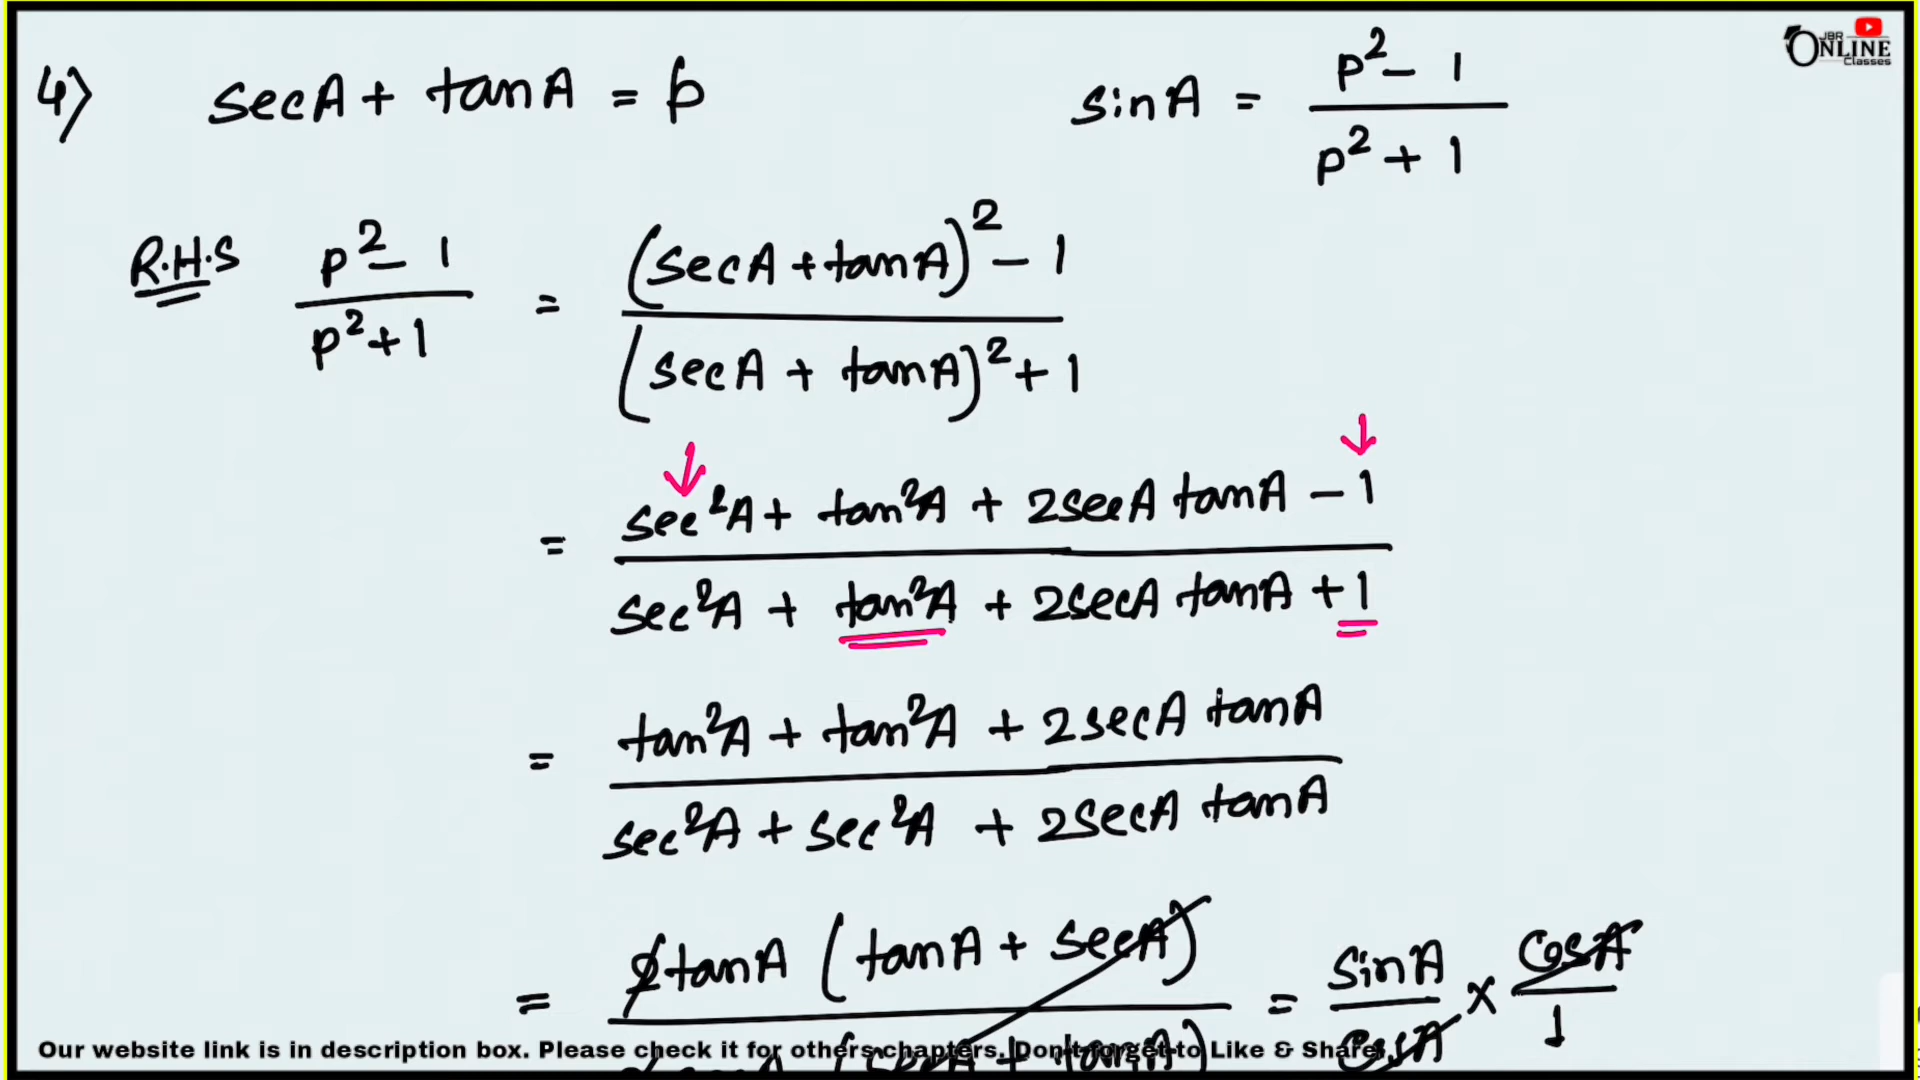 4) secA + tanA = p sinA = p² - 1 / p² + 1
JBR ONLINE Classes
R.H.S p² - 1 / p² + 1 = (secA + tanA)² - 1 / (secA + tanA)² + 1
= sec²A + tan²A + 2secA tanA - 1 / sec²A + tan²A + 2secA tanA + 1
= tan²A + tan²A + 2secA tanA / sec²A + sec²A + 2secA tanA
= 2tanA (tanA + secA) / (secA + tanA) = sinA / cosA × cosA / 1
Our website link is in description box. Please check it for others chapters. Don't forget to Like & Share.